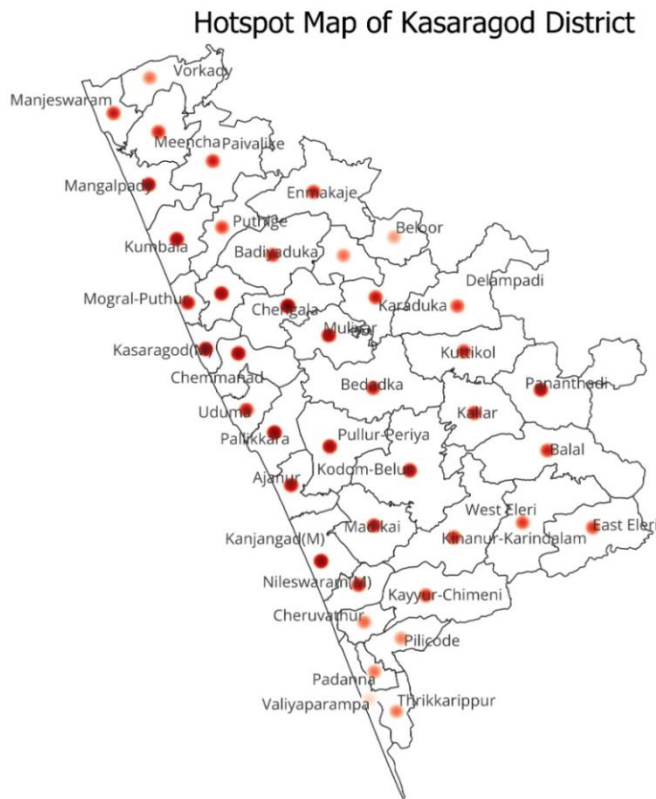 Hotspot Map of Kasaragod District
Vorkady
Manjeswaram
Meencha
Paivalike
Mangalpady
Enmakaje
Puthige
Beloor
Kumbala
Badiyaduka
Delampadi
Mogral-Puthur
Karaduka
Chengala
Muliyar
Kasaragod(M)
Kuttikol
Chemmanad
Bedadka
Pananthadi
Uduma
Kallar
Pallikkara
Pullur-Periya
Balal
Kodom-Belur
Ajanur
West Eleri
Madikai
East Eleri
Kanjangad(M)
Kinanur-Karindalam
Nileswaram(M)
Kayyur-Chimeni
Cheruvathur
Pilicode
Padanna
Valiyaparampa
Thrikkarippur